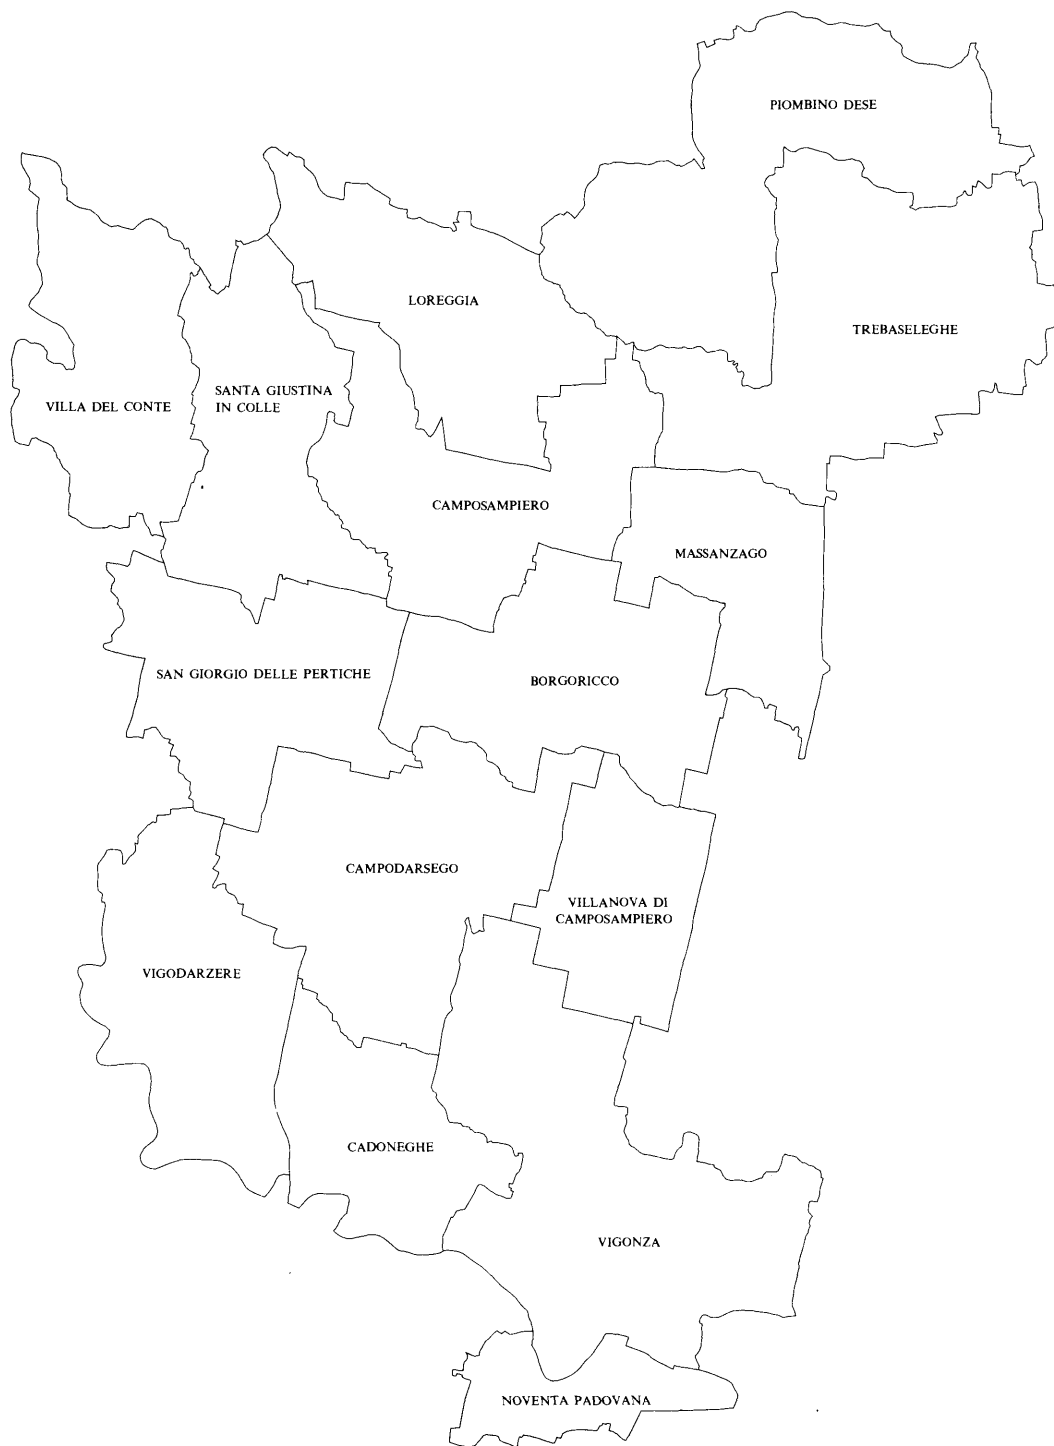 PIOMBINO DESE
LOREGGIA
TREBASELEGHE
SANTA GIUSTINA
IN COLLE
VILLA DEL CONTE
CAMPOSAMPIERO
MASSANZAGO
SAN GIORGIO DELLE PERTICHE
BORGORICCO
CAMPODARSEGO
VILLANOVA DI
CAMPOSAMPIERO
VIGODARZERE
CADONEGHE
VIGONZA
NOVENTA PADOVANA